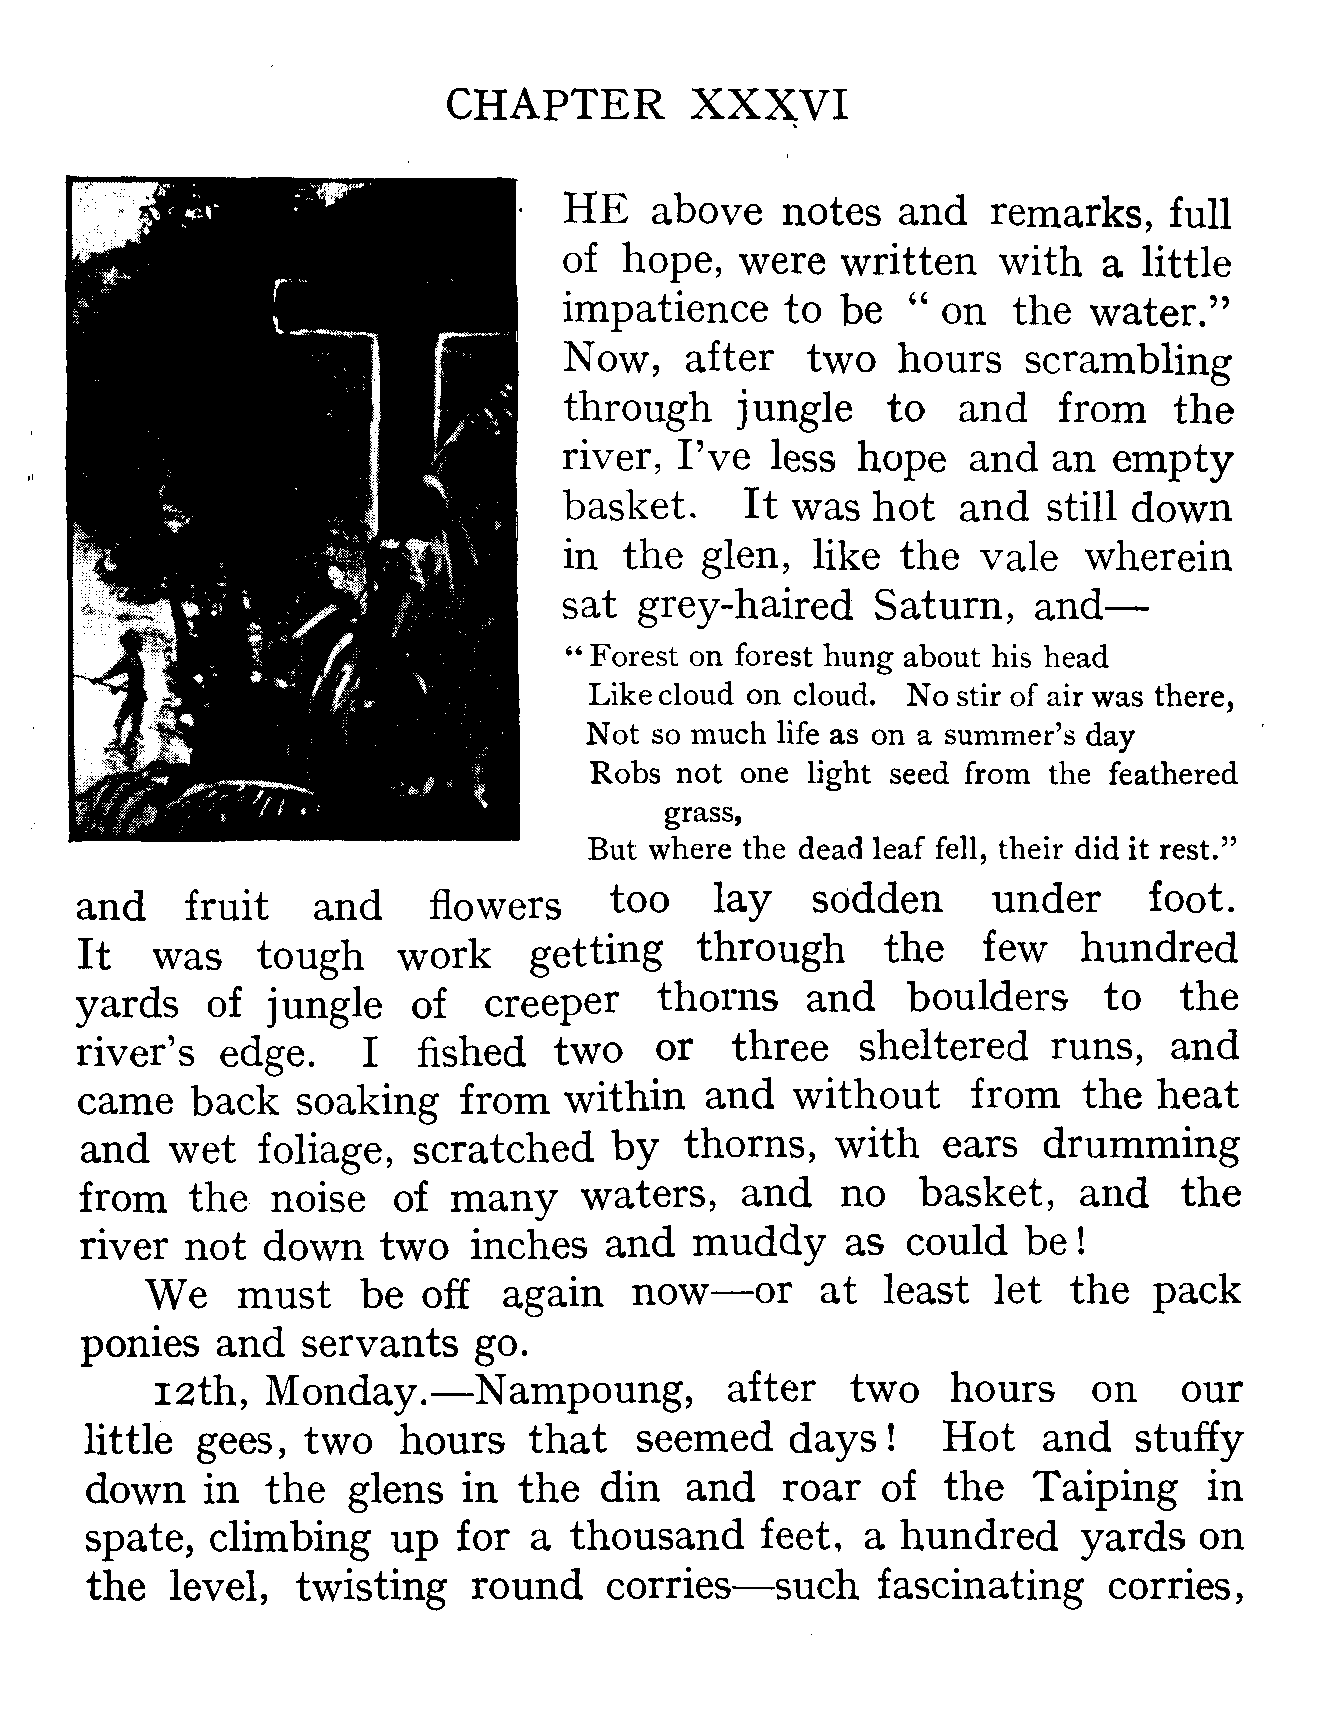 CHAPTER XXXVI
THE above notes and remarks, full
of hope, were written with a little
impatience to be " on the water."
Now, after two hours scrambling
through jungle to and from the
river, I've less hope and an empty
basket. It was hot and still down
in the glen, like the vale wherein
sat grey-haired Saturn, and—
"Forest on forest hung about his head
Like cloud on cloud. No stir of air was there,
Not so much life as on a summer's day
Robs not one light seed from the feathered
grass,
But where the dead leaf fell, their did it rest."
and fruit and flowers too lay sodden under foot.
It was tough work getting through the few hundred
yards of jungle of creeper thorns and boulders to the
river's edge. I fished two or three sheltered runs, and
came back soaking from within and without from the heat
and wet foliage, scratched by thorns, with ears drumming
from the noise of many waters, and no basket, and the
river not down two inches and muddy as could be!
We must be off again now—or at least let the pack
ponies and servants go.
12th, Monday.—Nampoung, after two hours on our
little gees, two hours that seemed days! Hot and stuffy
down in the glens in the din and roar of the Taiping in
spate, climbing up for a thousand feet, a hundred yards on
the level, twisting round corries—such fascinating corries,